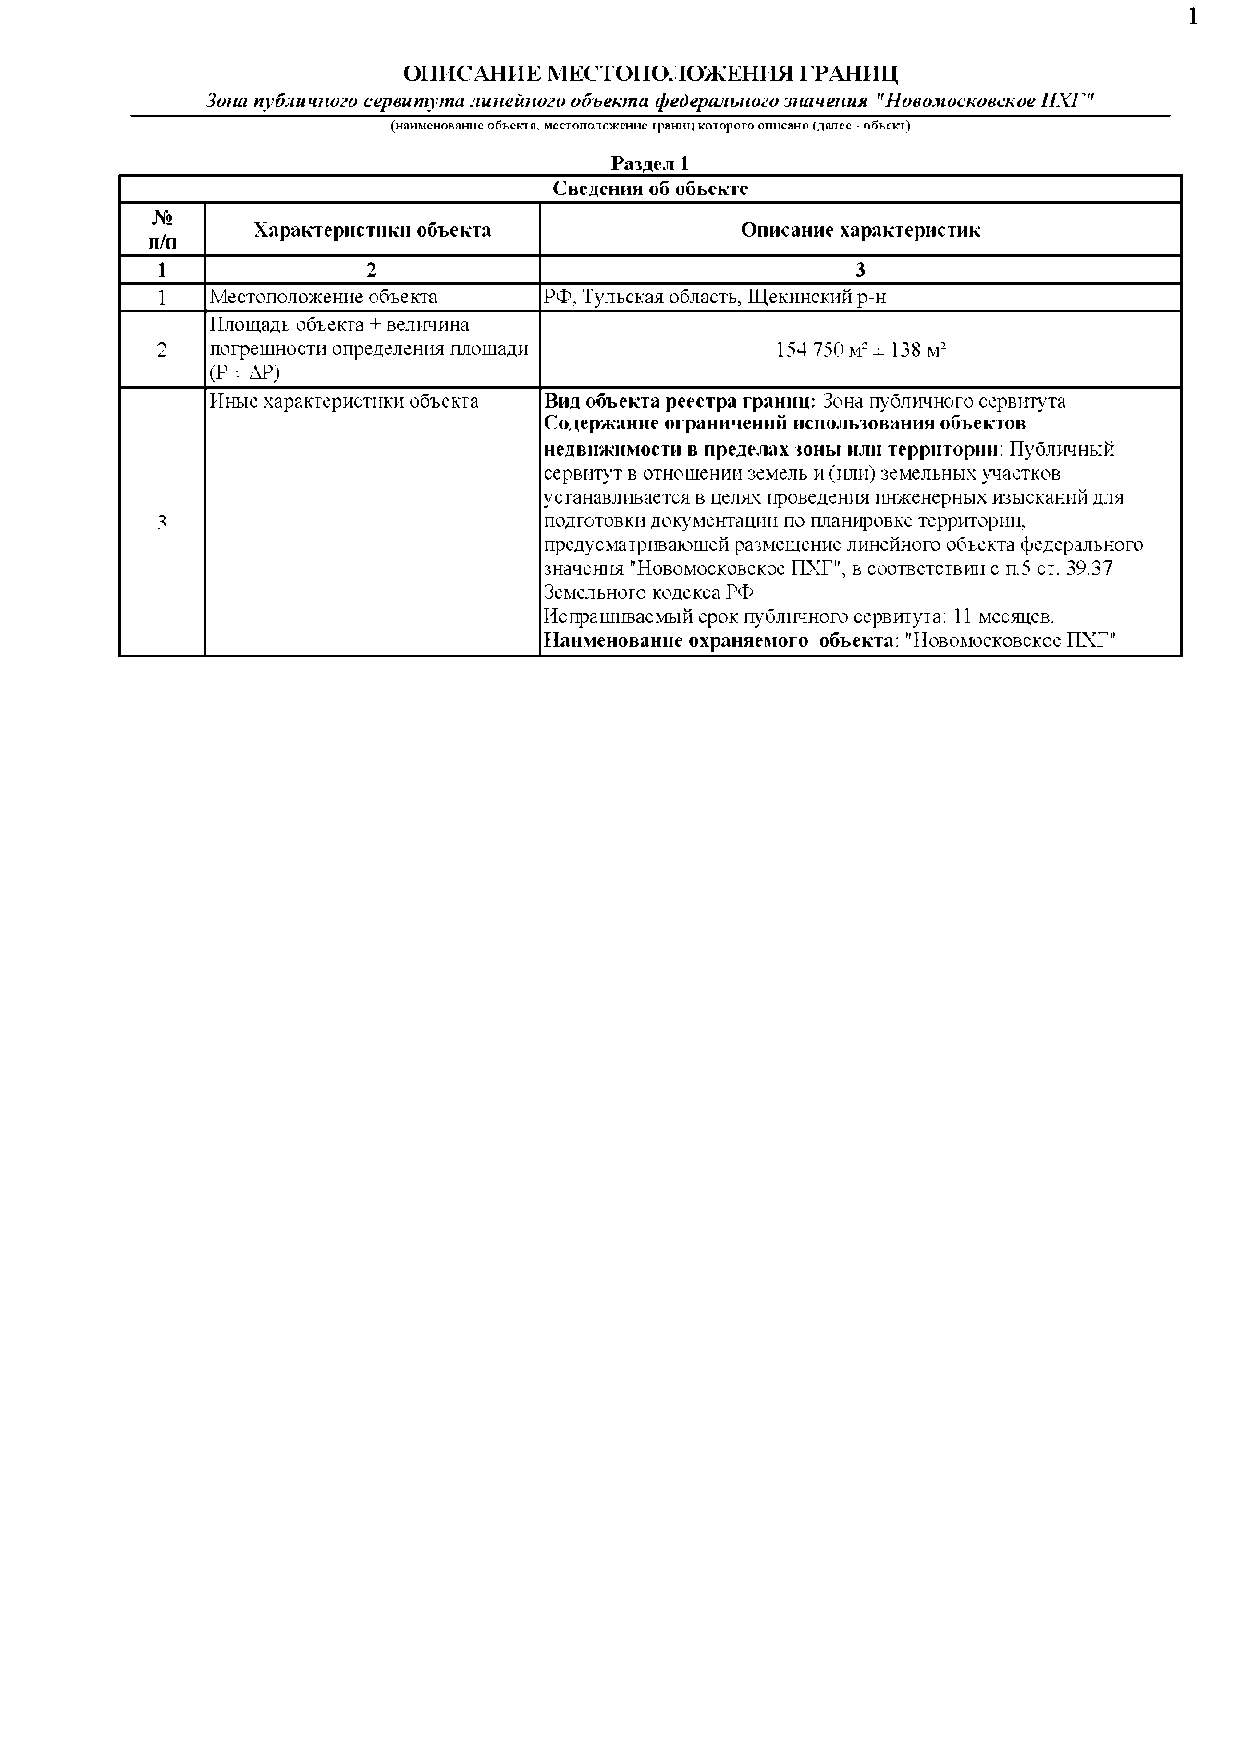 1
ОПИСАНИЕ МЕСТОПОЛОЖЕНИЯ ГРАНИЦ
Зона публичного сервитута линейного объекта федерального значения "Новомосковское ПХГ"
(наименование объекта, местоположение границ которого описано (далее - объект)
Раздел 1
Сведения об объекте
№
п/п
Характеристики объекта
Описание характеристик
1 2 3
1 Местоположение объекта РФ, Тульская область, Щекинский р-н
Площадь объекта ± величина
2 погрешности определения площади 154 750 м² ± 138 м²
(P ± ΔP)
Иные характеристики объекта Вид объекта реестра границ: Зона публичного сервитута
Содержание ограничений использования объектов
недвижимости в пределах зоны или территории: Публичный
сервитут в отношении земель и (или) земельных участков
устанавливается в целях проведения инженерных изысканий для
3 подготовки документации по планировке территории,
предусматривающей размещение линейного объекта федерального
значения "Новомосковское ПХГ", в соответствии с п.5 ст. 39.37
Земельного кодекса РФ
Испрашиваемый срок публичного сервитута: 11 месяцев.
Наименование охраняемого объекта: "Новомосковское ПХГ"